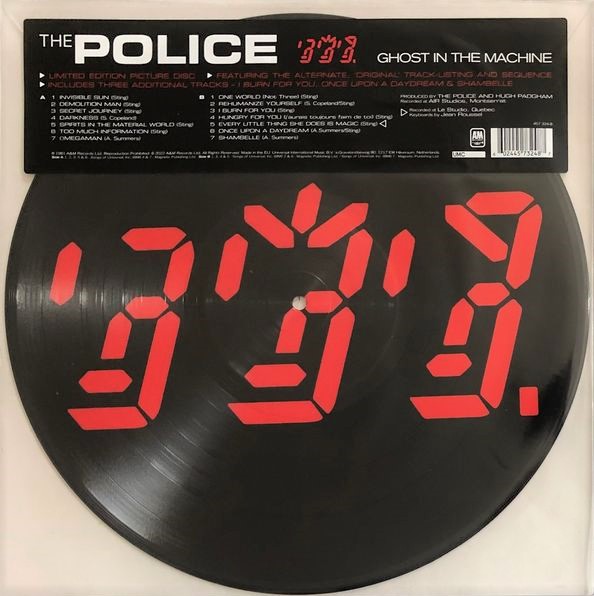 THE POLICE
GHOST IN THE MACHINE
LIMITED EDITION PICTURE DISC FEATURING THE ALTERNATE, 'ORIGINAL' TRACK-LISTING AND SEQUENCE
INCLUDES THREE ADDITIONAL TRACKS - I BURN FOR YOU, ONCE UPON A DAYDREAM & SHAMBELLE
A
1 INVISIBLE SUN (Sting)
2 DEMOLITION MAN (Sting)
3 SECRET JOURNEY (Sting)
4 DARKNESS (S. Copeland)
5 SPIRITS IN THE MATERIAL WORLD (Sting)
6 TOO MUCH INFORMATION (Sting)
7 OMEGAMAN (A. Summers)
B
1 ONE WORLD (Not Three) (Sting)
2 REHUMANIZE YOURSELF (S. Copeland/Sting)
3 I BURN FOR YOU (Sting)
4 HUNGRY FOR YOU (J'aurais toujours faim de toi) (Sting)
5 EVERY LITTLE THING SHE DOES IS MAGIC (Sting)
6 ONCE UPON A DAYDREAM (A.Summers/Sting)
7 SHAMBELLE (A. Summers)
PRODUCED BY THE POLICE AND HUGH PADGHAM
Recorded at AIR Studios, Montserrat
Recorded at Le Studio, Quebec
Keyboards by Jean Roussel
A&M
UMC